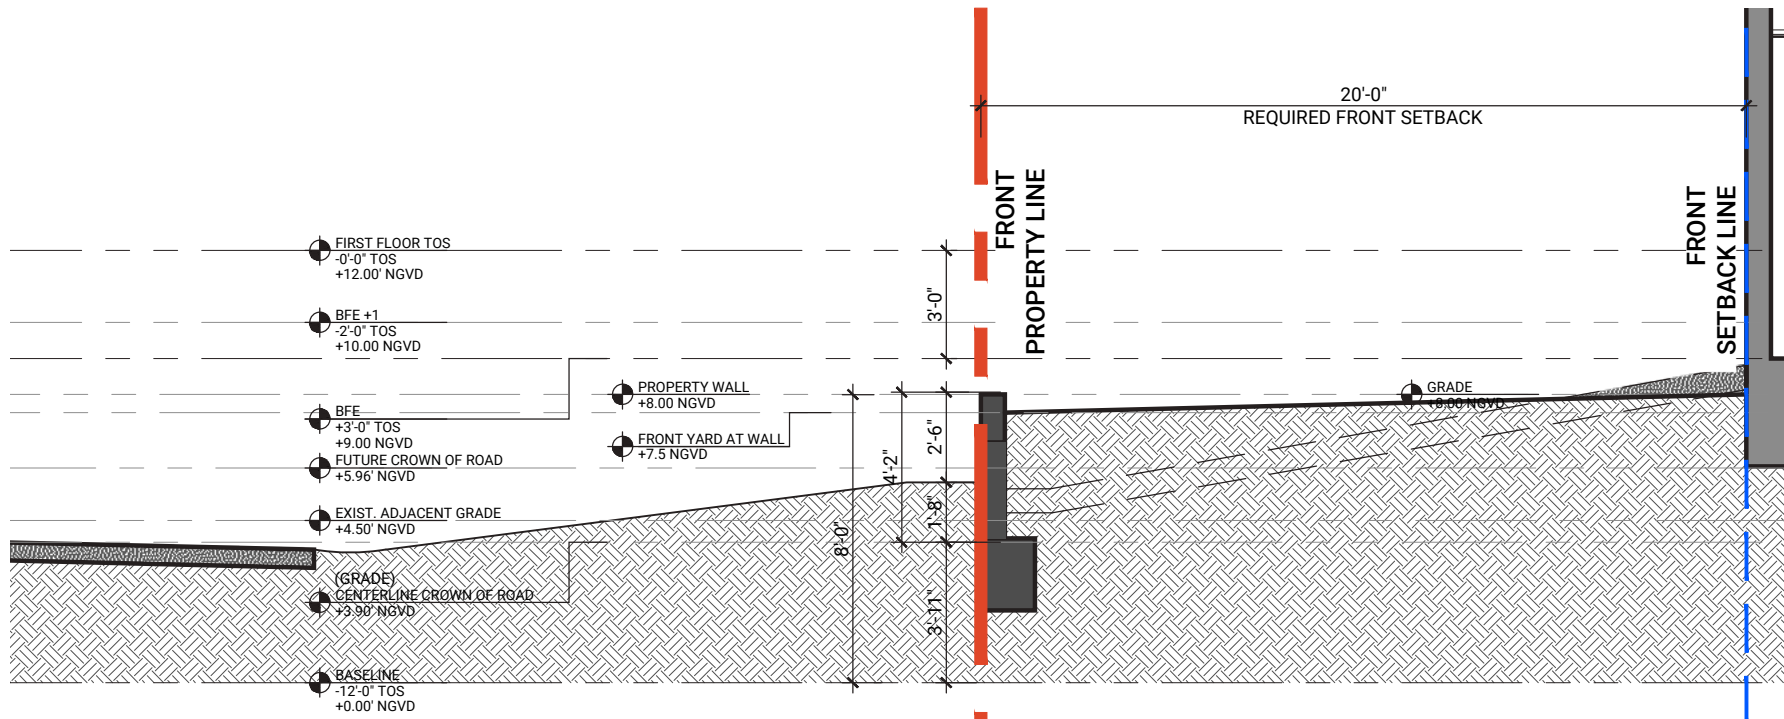 20'-0"
REQUIRED FRONT SETBACK
FRONT
PROPERTY LINE
FRONT
SETBACK LINE
FIRST FLOOR TOS
-0'-0" TOS
+12.00' NGVD
3'-0"
BFE +1
-2'-0" TOS
+10.00 NGVD
PROPERTY WALL
+8.00 NGVD
GRADE
+8.00 NGVD
BFE
+3'-0" TOS
+9.00 NGVD
FRONT YARD AT WALL
+7.5 NGVD
2'-6"
4'-2"
FUTURE CROWN OF ROAD
+5.96' NGVD
EXIST. ADJACENT GRADE
+4.50' NGVD
1'-8"
8'-0"
(GRADE)
CENTERLINE CROWN OF ROAD
+3.90' NGVD
3'-11"
BASELINE
-12'-0" TOS
+0.00' NGVD